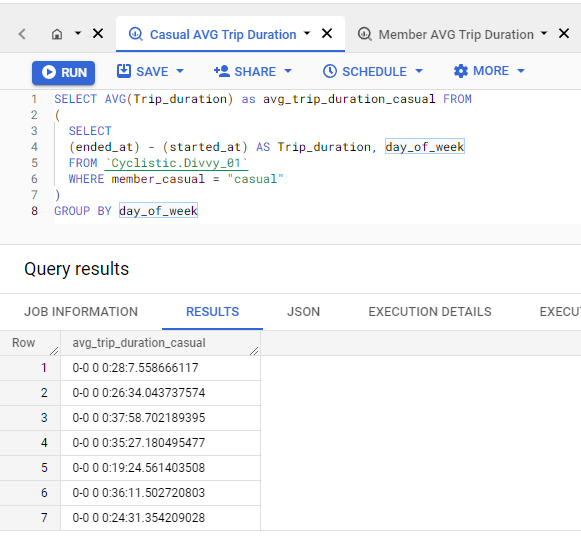 Casual AVG Trip Duration
Member AVG Trip Duration
RUN SAVE SHARE SCHEDULE MORE
1 SELECT AVG(Trip_duration) as avg_trip_duration_casual FROM
2 (
3 SELECT
4 (ended_at) - (started_at) AS Trip_duration, day_of_week
5 FROM `Cyclistic.Divvy_01`
6 WHERE member_casual = "casual"
7 )
8 GROUP BY day_of_week
Query results
JOB INFORMATION RESULTS JSON EXECUTION DETAILS EXECU
Row avg_trip_duration_casual
1 0-0 0 0:28:7.558666117
2 0-0 0 0:26:34.043737574
3 0-0 0 0:37:58.702189395
4 0-0 0 0:35:27.180495477
5 0-0 0 0:19:24.561403508
6 0-0 0 0:36:11.502720803
7 0-0 0 0:24:31.354209028